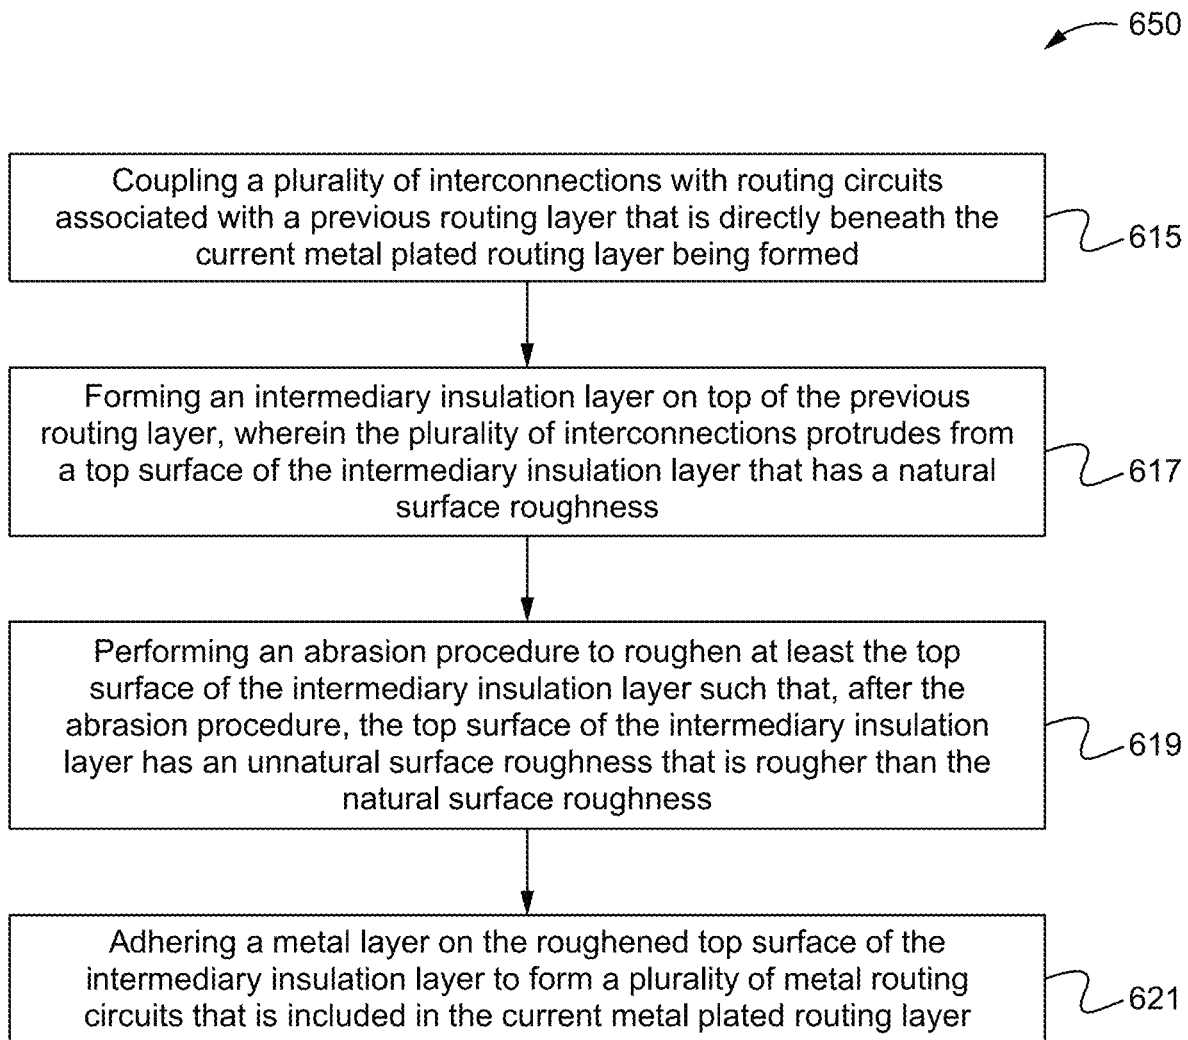 650
Coupling a plurality of interconnections with routing circuits
associated with a previous routing layer that is directly beneath the
current metal plated routing layer being formed
615
Forming an intermediary insulation layer on top of the previous
routing layer, wherein the plurality of interconnections protrudes from
a top surface of the intermediary insulation layer that has a natural
surface roughness
617
Performing an abrasion procedure to roughen at least the top
surface of the intermediary insulation layer such that, after the
abrasion procedure, the top surface of the intermediary insulation
layer has an unnatural surface roughness that is rougher than the
natural surface roughness
619
Adhering a metal layer on the roughened top surface of the
intermediary insulation layer to form a plurality of metal routing
circuits that is included in the current metal plated routing layer
621